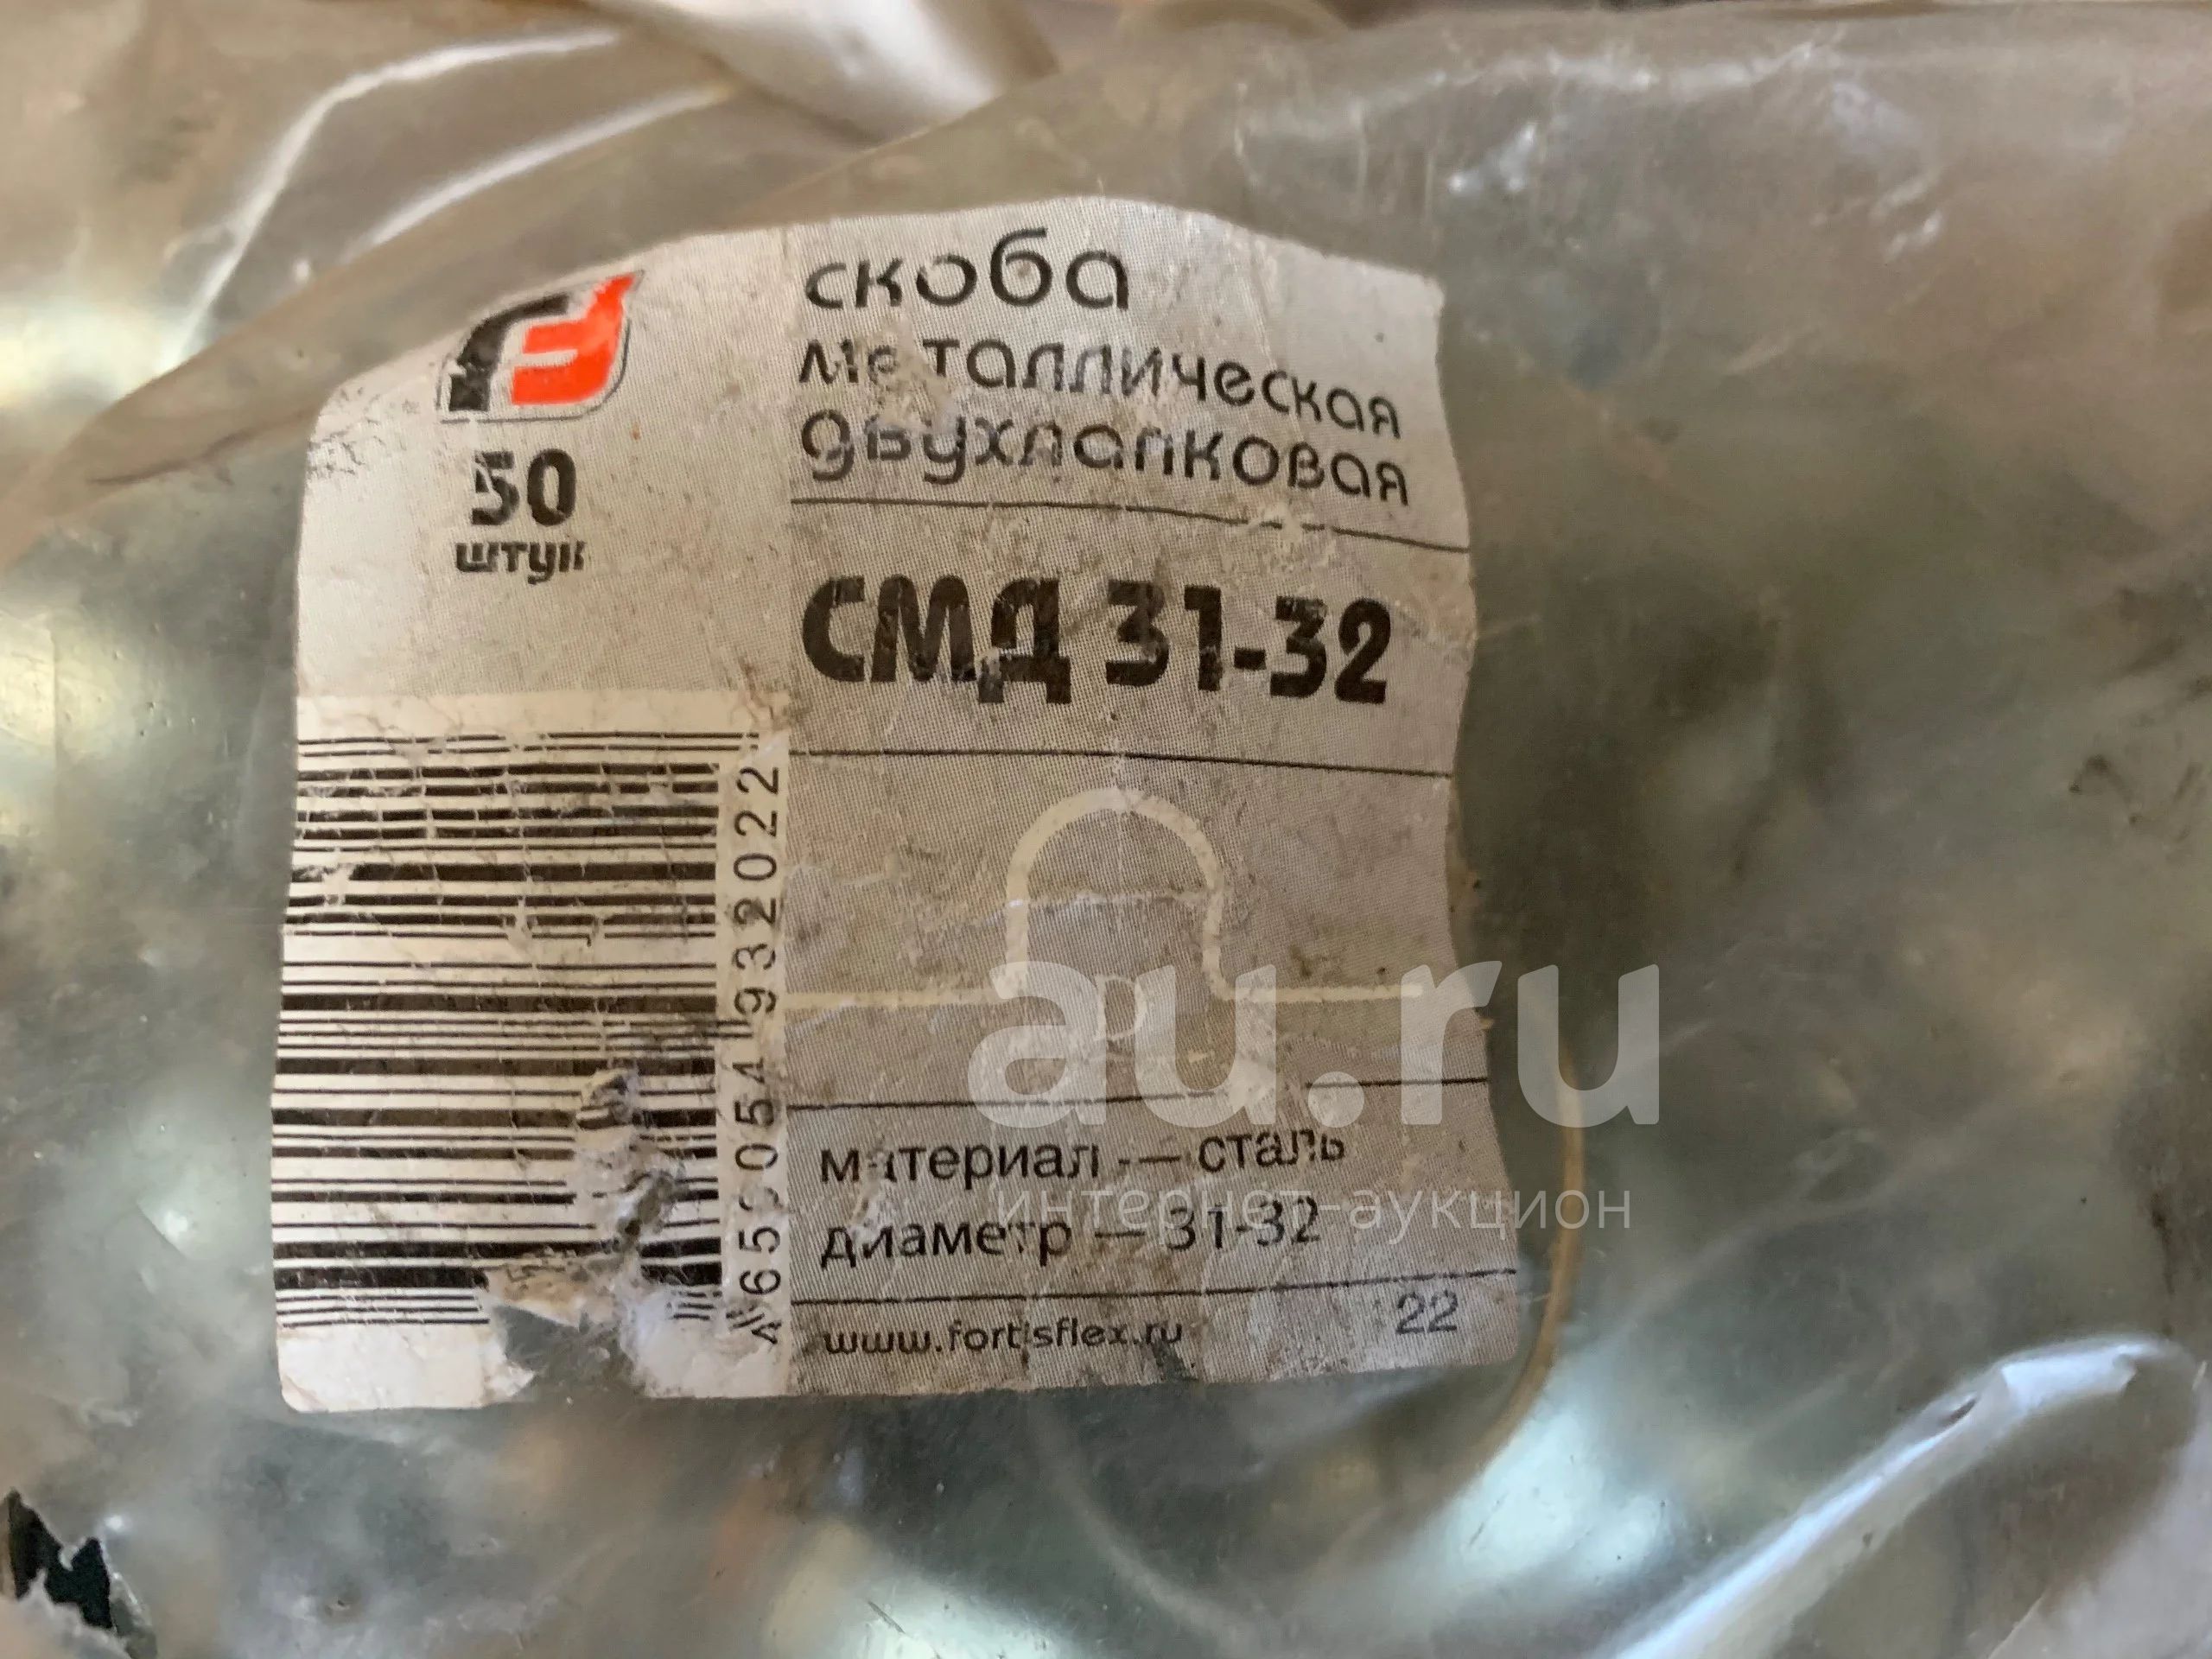 скоба
металлическая
двухлапковая
50
штук
СМД 31-32
материал — сталь
диаметр — 31-32
www.fortisflex.ru
22
au.ru
интернет-аукцион